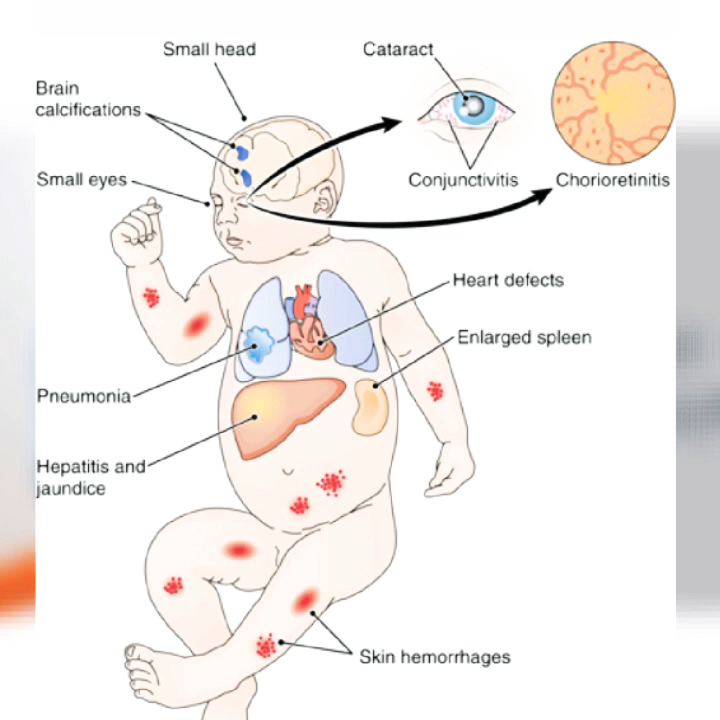 Small head
Cataract
Brain
calcifications
Small eyes
Conjunctivitis
Chorioretinitis
Heart defects
Enlarged spleen
Pneumonia
Hepatitis and
jaundice
Skin hemorrhages